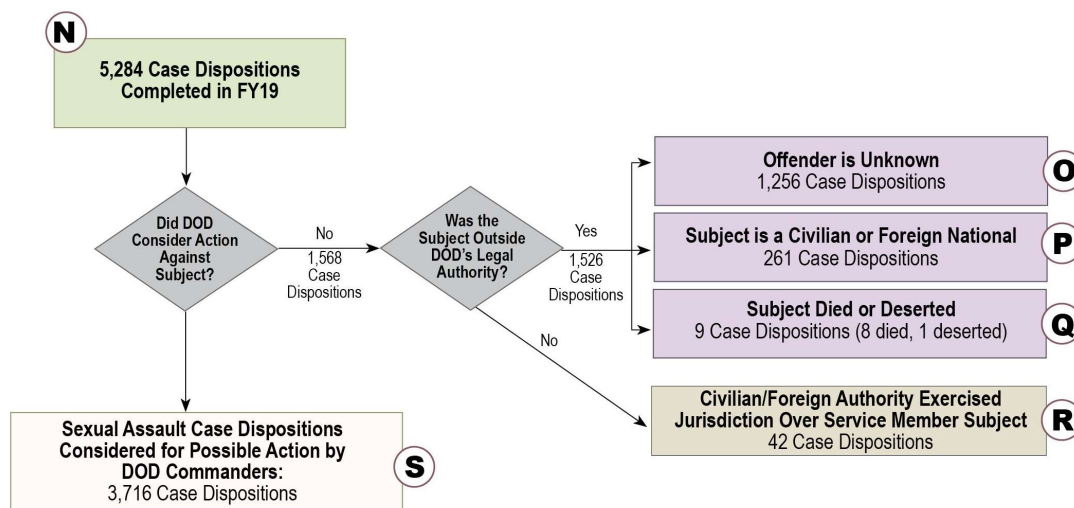 N
5,284 Case Dispositions
Completed in FY19
Did DOD
Consider Action
Against
Subject?
No
1,568
Case
Dispositions
Was the
Subject Outside
DOD's Legal
Authority?
Yes
1,526
Case
Dispositions
Offender is Unknown
1,256 Case Dispositions
O
Subject is a Civilian or Foreign National
261 Case Dispositions
P
Subject Died or Deserted
9 Case Dispositions (8 died, 1 deserted)
Q
No
Civilian/Foreign Authority Exercised
Jurisdiction Over Service Member Subject
42 Case Dispositions
R
Sexual Assault Case Dispositions
Considered for Possible Action by
DOD Commanders:
3,716 Case Dispositions
S